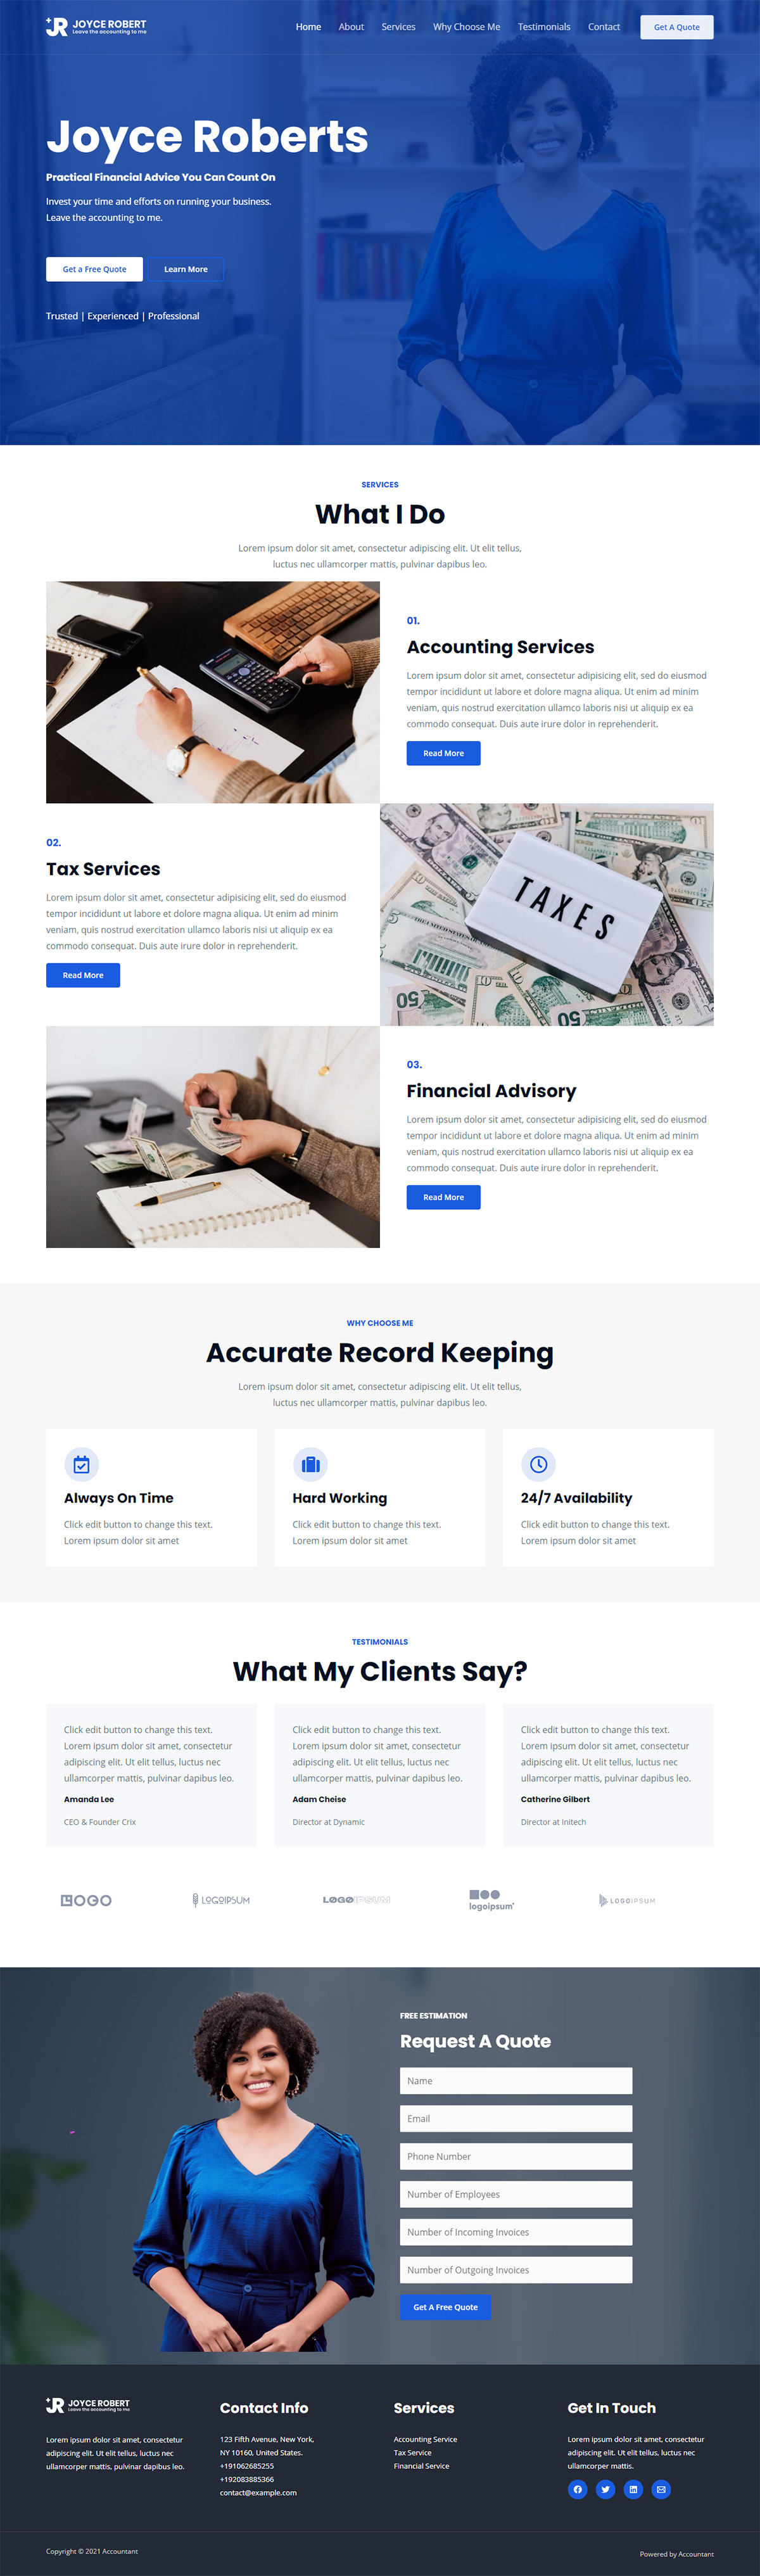 JOYCE ROBERT
Leave the accounting to me
Home About Services Why Choose Me Testimonials Contact Get A Quote
Joyce Roberts
Practical Financial Advice You Can Count On
Invest your time and efforts on running your business.
Leave the accounting to me.
Get a Free Quote Learn More
Trusted | Experienced | Professional
SERVICES
What I Do
Lorem ipsum dolor sit amet, consectetur adipiscing elit. Ut elit tellus,
luctus nec ullamcorper mattis, pulvinar dapibus leo.
01.
Accounting Services
Lorem ipsum dolor sit amet, consectetur adipisicing elit, sed do eiusmod
tempor incididunt ut labore et dolore magna aliqua. Ut enim ad minim
veniam, quis nostrud exercitation ullamco laboris nisi ut aliquip ex ea
commodo consequat. Duis aute irure dolor in reprehenderit.
Read More
02.
Tax Services
Lorem ipsum dolor sit amet, consectetur adipisicing elit, sed do eiusmod
tempor incididunt ut labore et dolore magna aliqua. Ut enim ad minim
veniam, quis nostrud exercitation ullamco laboris nisi ut aliquip ex ea
commodo consequat. Duis aute irure dolor in reprehenderit.
Read More
TAXES
50
50
03.
Financial Advisory
Lorem ipsum dolor sit amet, consectetur adipisicing elit, sed do eiusmod
tempor incididunt ut labore et dolore magna aliqua. Ut enim ad minim
veniam, quis nostrud exercitation ullamco laboris nisi ut aliquip ex ea
commodo consequat. Duis aute irure dolor in reprehenderit.
Read More
WHY CHOOSE ME
Accurate Record Keeping
Lorem ipsum dolor sit amet, consectetur adipiscing elit. Ut elit tellus,
luctus nec ullamcorper mattis, pulvinar dapibus leo.
Always On Time
Click edit button to change this text.
Lorem ipsum dolor sit amet
Hard Working
Click edit button to change this text.
Lorem ipsum dolor sit amet
24/7 Availability
Click edit button to change this text.
Lorem ipsum dolor sit amet
TESTIMONIALS
What My Clients Say?
Click edit button to change this text.
Lorem ipsum dolor sit amet, consectetur
adipiscing elit. Ut elit tellus, luctus nec
ullamcorper mattis, pulvinar dapibus leo.
Amanda Lee
CEO & Founder Crix
Click edit button to change this text.
Lorem ipsum dolor sit amet, consectetur
adipiscing elit. Ut elit tellus, luctus nec
ullamcorper mattis, pulvinar dapibus leo.
Adam Cheise
Director at Dynamic
Click edit button to change this text.
Lorem ipsum dolor sit amet, consectetur
adipiscing elit. Ut elit tellus, luctus nec
ullamcorper mattis, pulvinar dapibus leo.
Catherine Gilbert
Director at Initech
LOGO
LOGOIPSUM
LOGOIPSUM
logoipsum
LOGOIPSUM
FREE ESTIMATION
Request A Quote
Name
Email
Phone Number
Number of Employees
Number of Incoming Invoices
Number of Outgoing Invoices
Get A Free Quote
JOYCE ROBERT
Leave the accounting to me
Lorem ipsum dolor sit amet, consectetur
adipiscing elit. Ut elit tellus, luctus nec
ullamcorper mattis, pulvinar dapibus leo.
Contact Info
123 Fifth Avenue, New York,
NY 10160, United States.
+191062685255
+192083885366
contact@example.com
Services
Accounting Service
Tax Service
Financial Service
Get In Touch
Lorem ipsum dolor sit amet, consectetur
adipiscing elit. Ut elit tellus, luctus nec
ullamcorper mattis.
Copyright © 2021 Accountant
Powered by Accountant